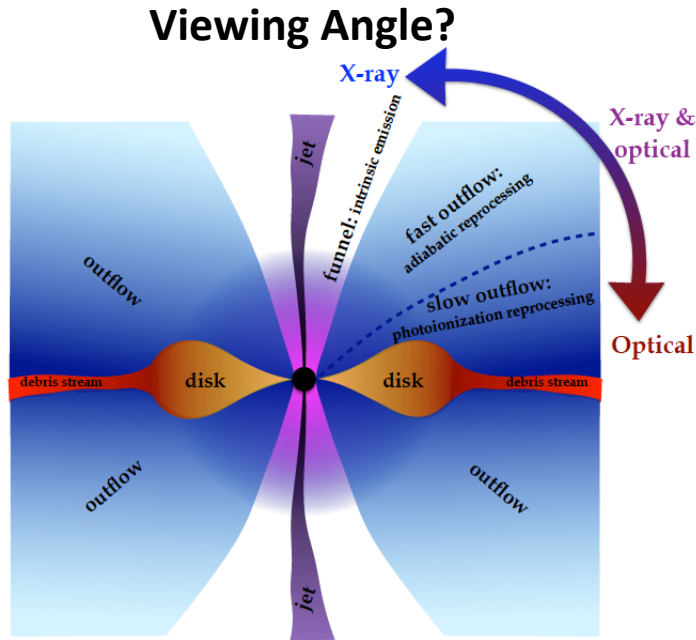 Viewing Angle?
X-ray
X-ray &
optical
jet
funnel: intrinsic emission
fast outflow:
adiabatic reprocessing
outflow
slow outflow:
photoionization reprocessing
Optical
debris stream
disk
disk
debris stream
outflow
outflow
jet